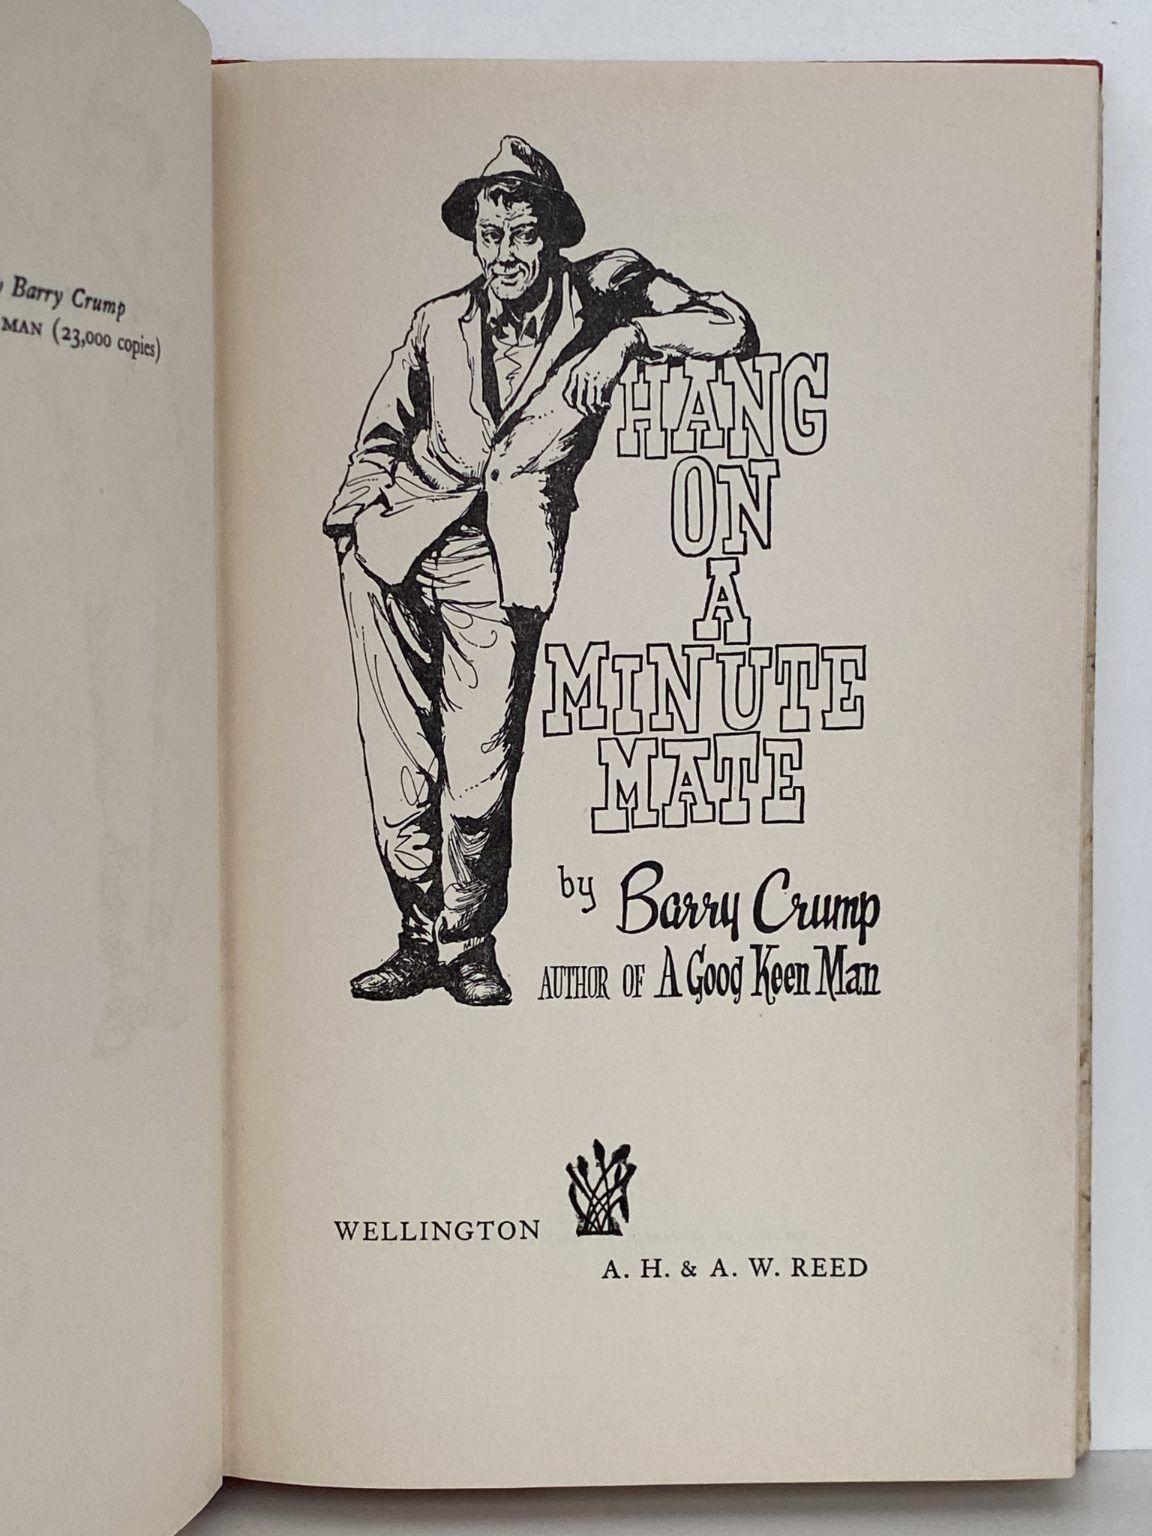 Barry Crump
MAN (23,000 copies)
HANG
ON
A
MINUTE
MATE
by Barry Crump
AUTHOR OF A Good Keen Man
WELLINGTON
A. H. & A. W. REED